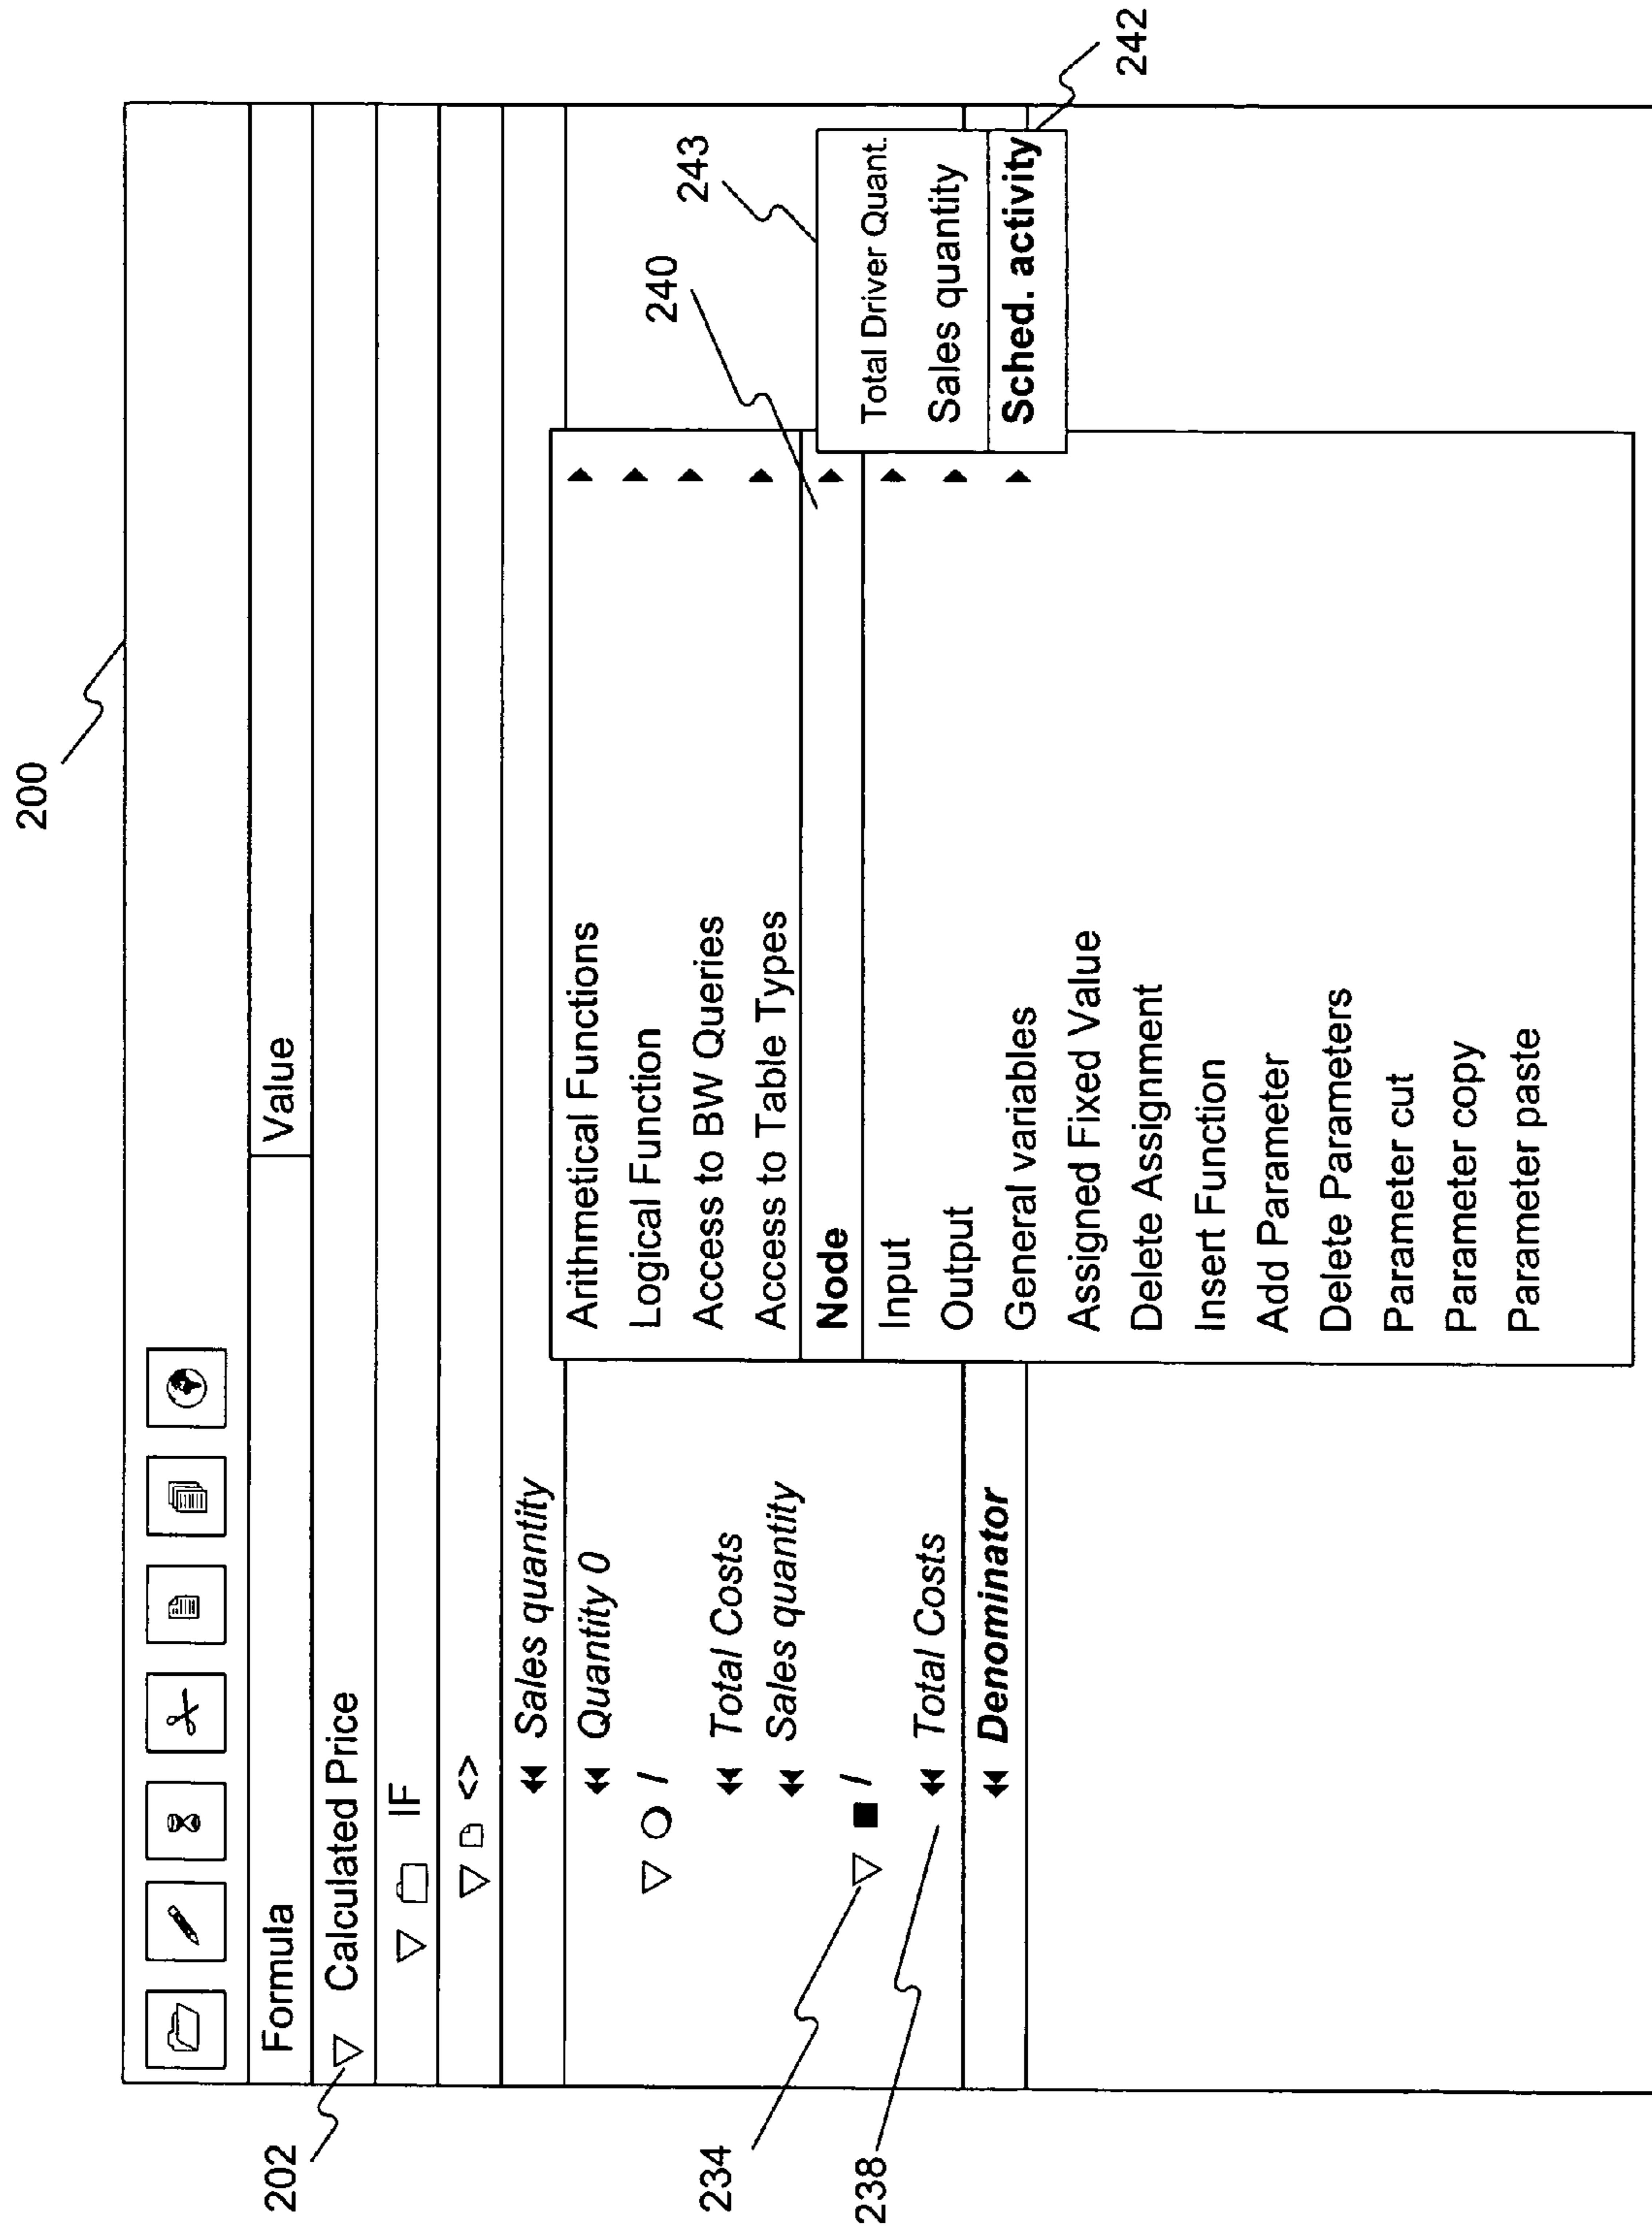 200
202
Formula
Value
Calculated Price
IF
<>
Sales quantity
Quantity 0
/
Total Costs
Sales quantity
/
234
Total Costs
238
Denominator
Arithmetical Functions
Logical Function
Access to BW Queries
Access to Table Types
Node
Input
Output
General variables
Assigned Fixed Value
Delete Assignment
Insert Function
Add Parameter
Delete Parameters
Parameter cut
Parameter copy
Parameter paste
240
243
Total Driver Quant.
Sales quantity
Sched. activity
242